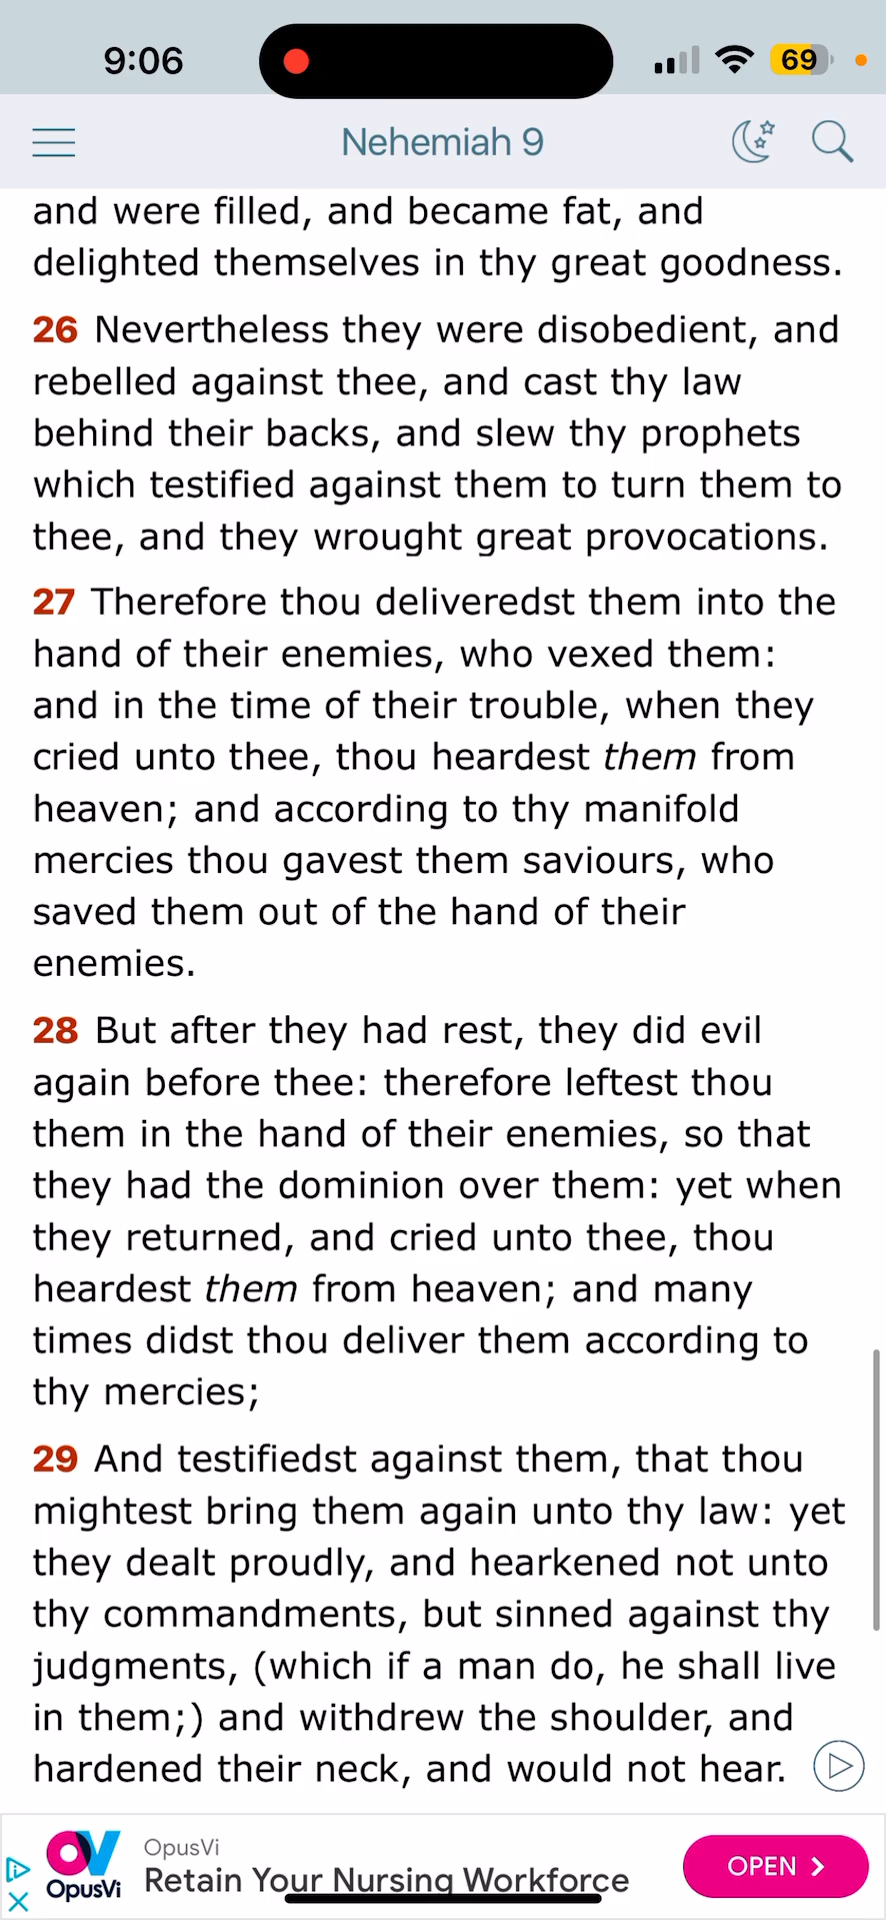 9:06
69
Nehemiah 9
and were filled, and became fat, and
delighted themselves in thy great goodness.
26 Nevertheless they were disobedient, and
rebelled against thee, and cast thy law
behind their backs, and slew thy prophets
which testified against them to turn them to
thee, and they wrought great provocations.
27 Therefore thou deliveredst them into the
hand of their enemies, who vexed them:
and in the time of their trouble, when they
cried unto thee, thou heardest them from
heaven; and according to thy manifold
mercies thou gavest them saviours, who
saved them out of the hand of their
enemies.
28 But after they had rest, they did evil
again before thee: therefore leftest thou
them in the hand of their enemies, so that
they had the dominion over them: yet when
they returned, and cried unto thee, thou
heardest them from heaven; and many
times didst thou deliver them according to
thy mercies;
29 And testifiedst against them, that thou
mightest bring them again unto thy law: yet
they dealt proudly, and hearkened not unto
thy commandments, but sinned against thy
judgments, (which if a man do, he shall live
in them;) and withdrew the shoulder, and
hardened their neck, and would not hear.
OV
OpusVi
OpusVi
Retain Your Nursing Workforce
OPEN